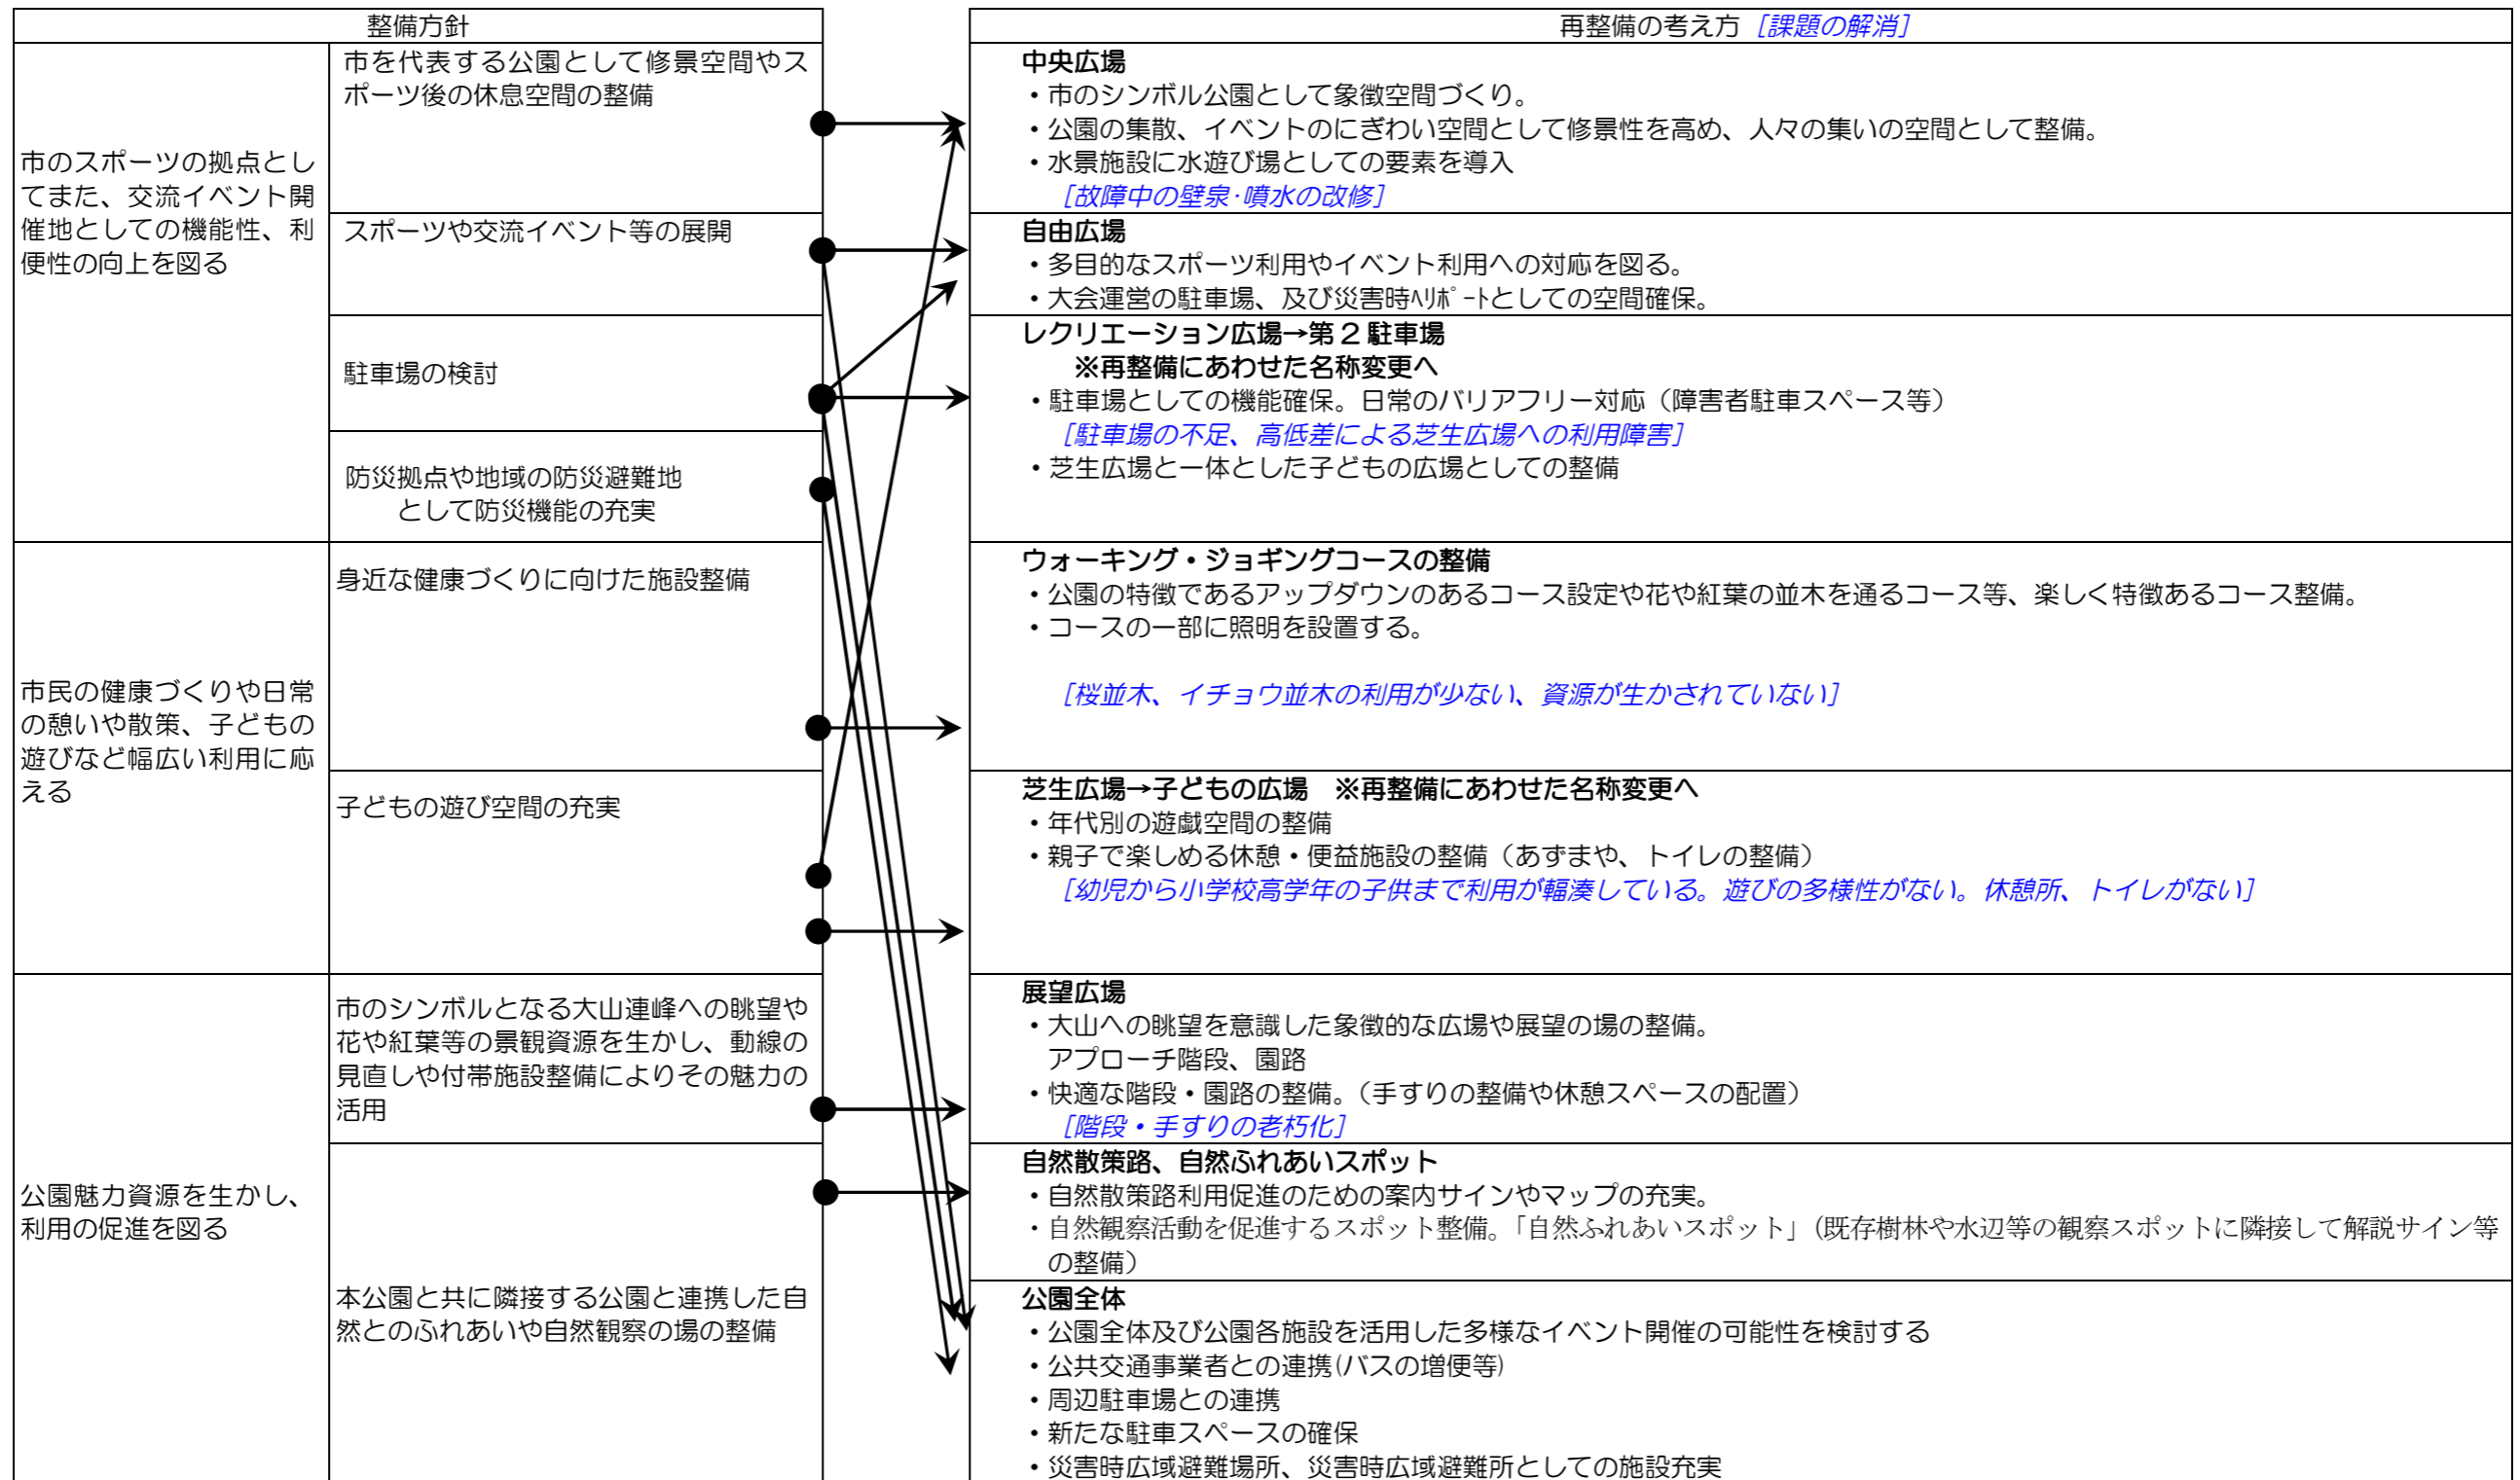 整備方針
市のスポーツの拠点とし
てまた、交流イベント開
催地としての機能性、利
便性の向上を図る
市を代表する公園として修景空間やス
ポーツ後の休息空間の整備
スポーツや交流イベント等の展開
駐車場の検討
防災拠点や地域の防災避難地
として防災機能の充実
市民の健康づくりや日常
の憩いや散策、子どもの
遊びなど幅広い利用に応
える
身近な健康づくりに向けた施設整備
子どもの遊び空間の充実
公園魅力資源を生かし、
利用の促進を図る
市のシンボルとなる大山連峰への眺望や
花や紅葉等の景観資源を生かし、動線の
見直しや付帯施設整備によりその魅力の
活用
本公園と共に隣接する公園と連携した自
然とのふれあいや自然観察の場の整備
再整備の考え方 [課題の解消]
中央広場
・市のシンボル公園として象徴空間づくり。
・公園の集散、イベントのにぎわい空間として修景性を高め、人々の集いの空間として整備。
・水景施設に水遊び場としての要素を導入
[故障中の壁泉・噴水の改修]
自由広場
・多目的なスポーツ利用やイベント利用への対応を図る。
・大会運営の駐車場、及び災害時ﾍﾘﾎﾟｰﾄとしての空間確保。
レクリエーション広場→第2駐車場
※再整備にあわせた名称変更へ
・駐車場としての機能確保。日常のバリアフリー対応（障害者駐車スペース等）
[駐車場の不足、高低差による芝生広場への利用障害]
・芝生広場と一体とした子どもの広場としての整備
ウォーキング・ジョギングコースの整備
・公園の特徴であるアップダウンのあるコース設定や花や紅葉の並木を通るコース等、楽しく特徴あるコース整備。
・コースの一部に照明を設置する。
[桜並木、イチョウ並木の利用が少ない、資源が生かされていない]
芝生広場→子どもの広場　※再整備にあわせた名称変更へ
・年代別の遊戯空間の整備
・親子で楽しめる休憩・便益施設の整備（あずまや、トイレの整備）
[幼児から小学校高学年の子供まで利用が輻湊している。遊びの多様性がない。休憩所、トイレがない]
展望広場
・大山への眺望を意識した象徴的な広場や展望の場の整備。
アプローチ階段、園路
・快適な階段・園路の整備。（手すりの整備や休憩スペースの配置）
[階段・手すりの老朽化]
自然散策路、自然ふれあいスポット
・自然散策路利用促進のための案内サインやマップの充実。
・自然観察活動を促進するスポット整備。「自然ふれあいスポット」（既存樹林や水辺等の観察スポットに隣接して解説サイン等
の整備）
公園全体
・公園全体及び公園各施設を活用した多様なイベント開催の可能性を検討する
・公共交通事業者との連携(バスの増便等)
・周辺駐車場との連携
・新たな駐車スペースの確保
・災害時広域避難場所、災害時広域避難所としての施設充実